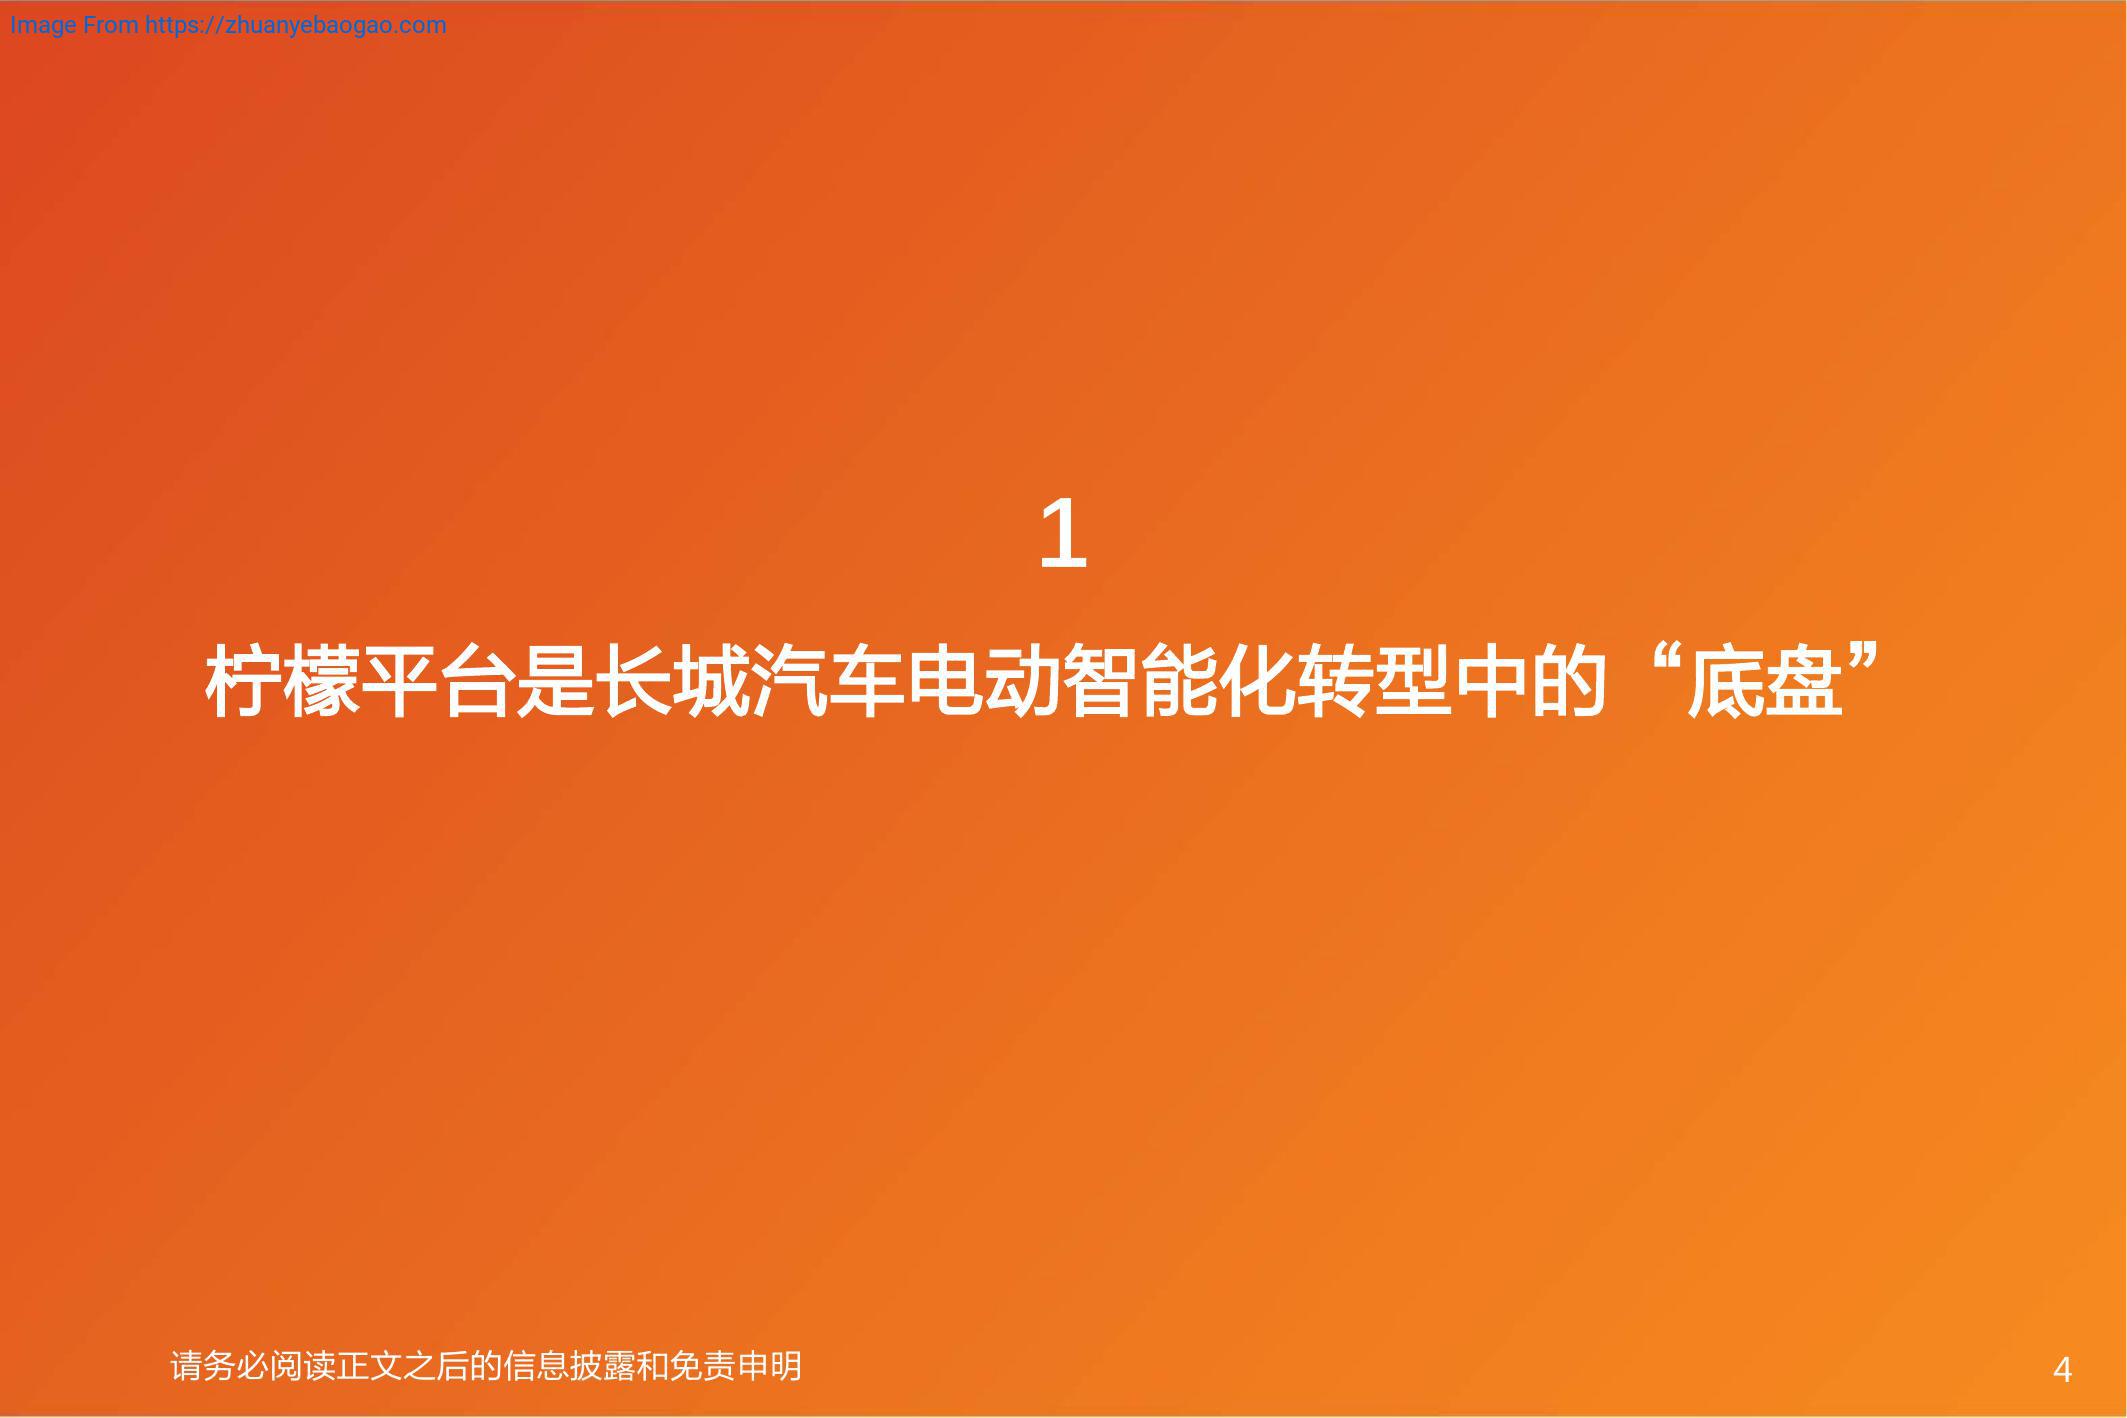 Image From https://zhuanyebaogao.com
1
柠檬平台是长城汽车电动智能化转型中的“底盘”
请务必阅读正文之后的信息披露和免责申明
4